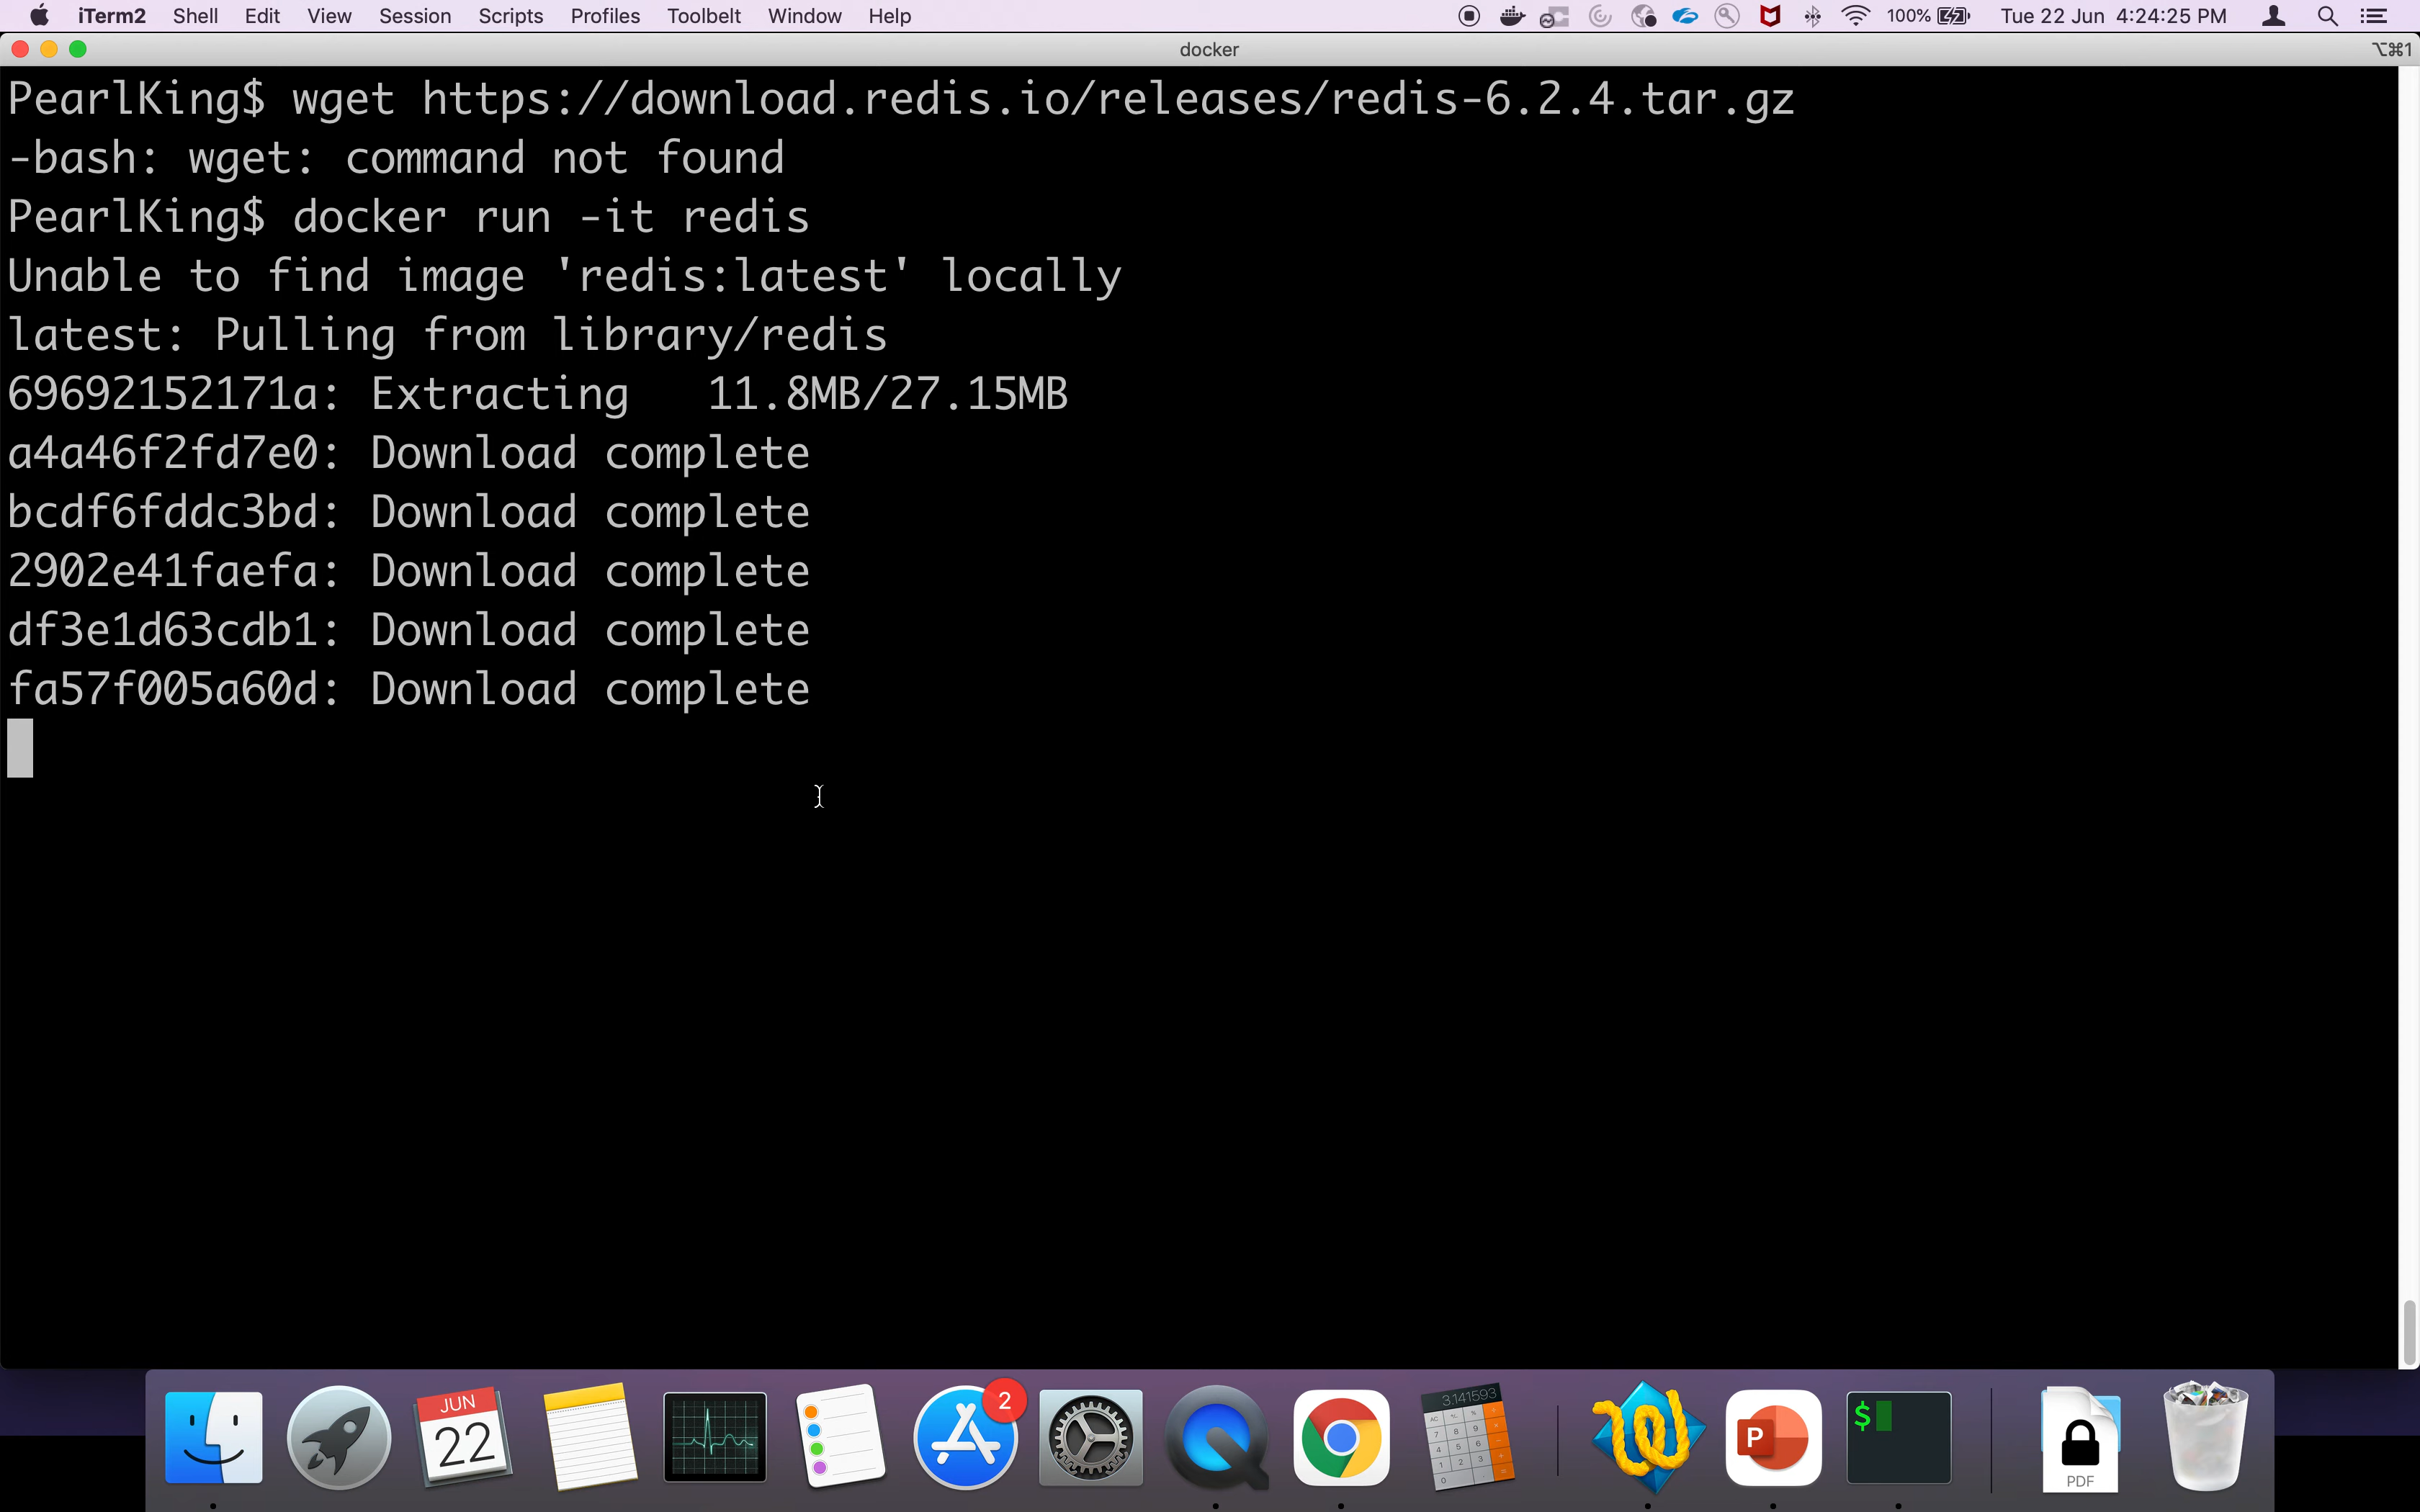 iTerm2 Shell Edit View Session Scripts Profiles Toolbelt Window Help 100% Tue 22 Jun 4:24:25 PM
docker ⌥⌘1
PearlKing$ wget https://download.redis.io/releases/redis-6.2.4.tar.gz
-bash: wget: command not found
PearlKing$ docker run -it redis
Unable to find image 'redis:latest' locally
latest: Pulling from library/redis
69692152171a: Extracting   11.8MB/27.15MB
a4a46f2fd7e0: Download complete
bcdf6fddc3bd: Download complete
2902e41faefa: Download complete
df3e1d63cdb1: Download complete
fa57f005a60d: Download complete
JUN
22
2
3.141593
P
$
PDF